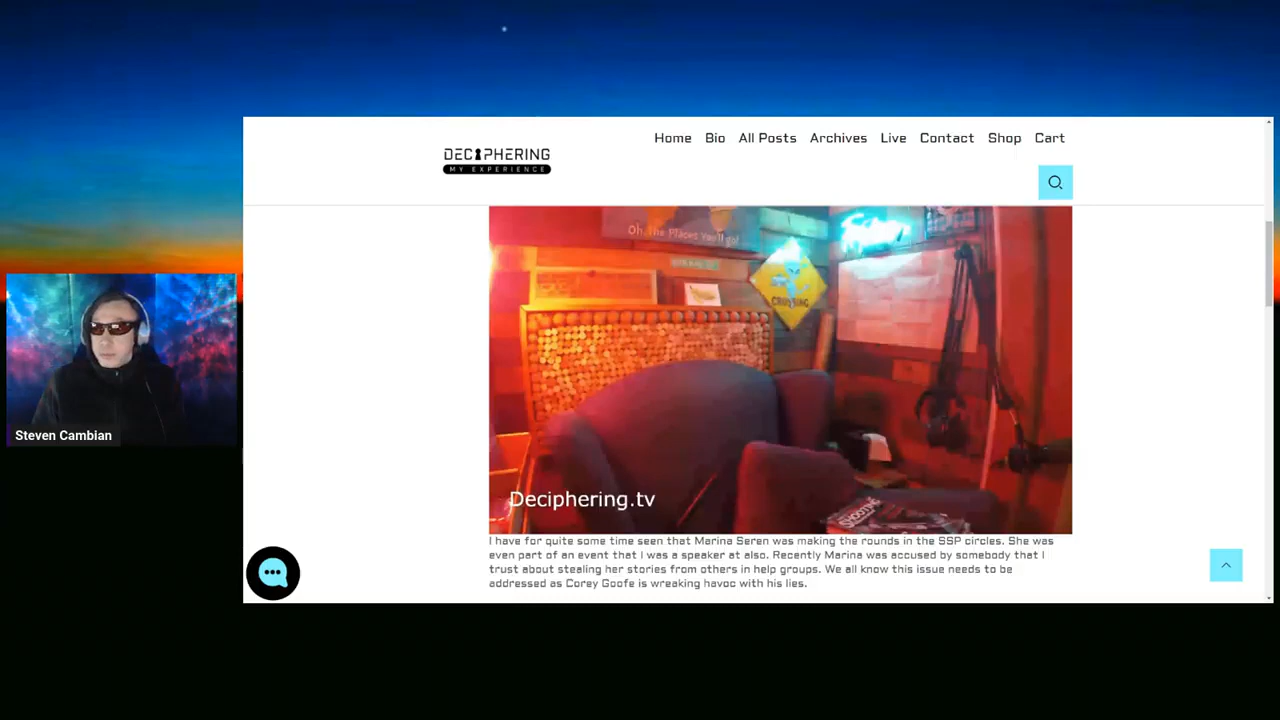 Home Bio All Posts Archives Live Contact Shop Cart
DECIPHERING
MY EXPERIENCE
Oh, The Places You'll go!
CROSSING
SHOOTING
Deciphering.tv
I have for quite some time seen that Marina Seren was making the rounds in the SSP circles. She was
even part of an event that I was a speaker at also. Recently Marina was accused by somebody that I
trust about stealing her stories from others in help groups. We all know this issue needs to be
addressed as Corey Goofe is wreaking havoc with his lies.
Steven Cambian